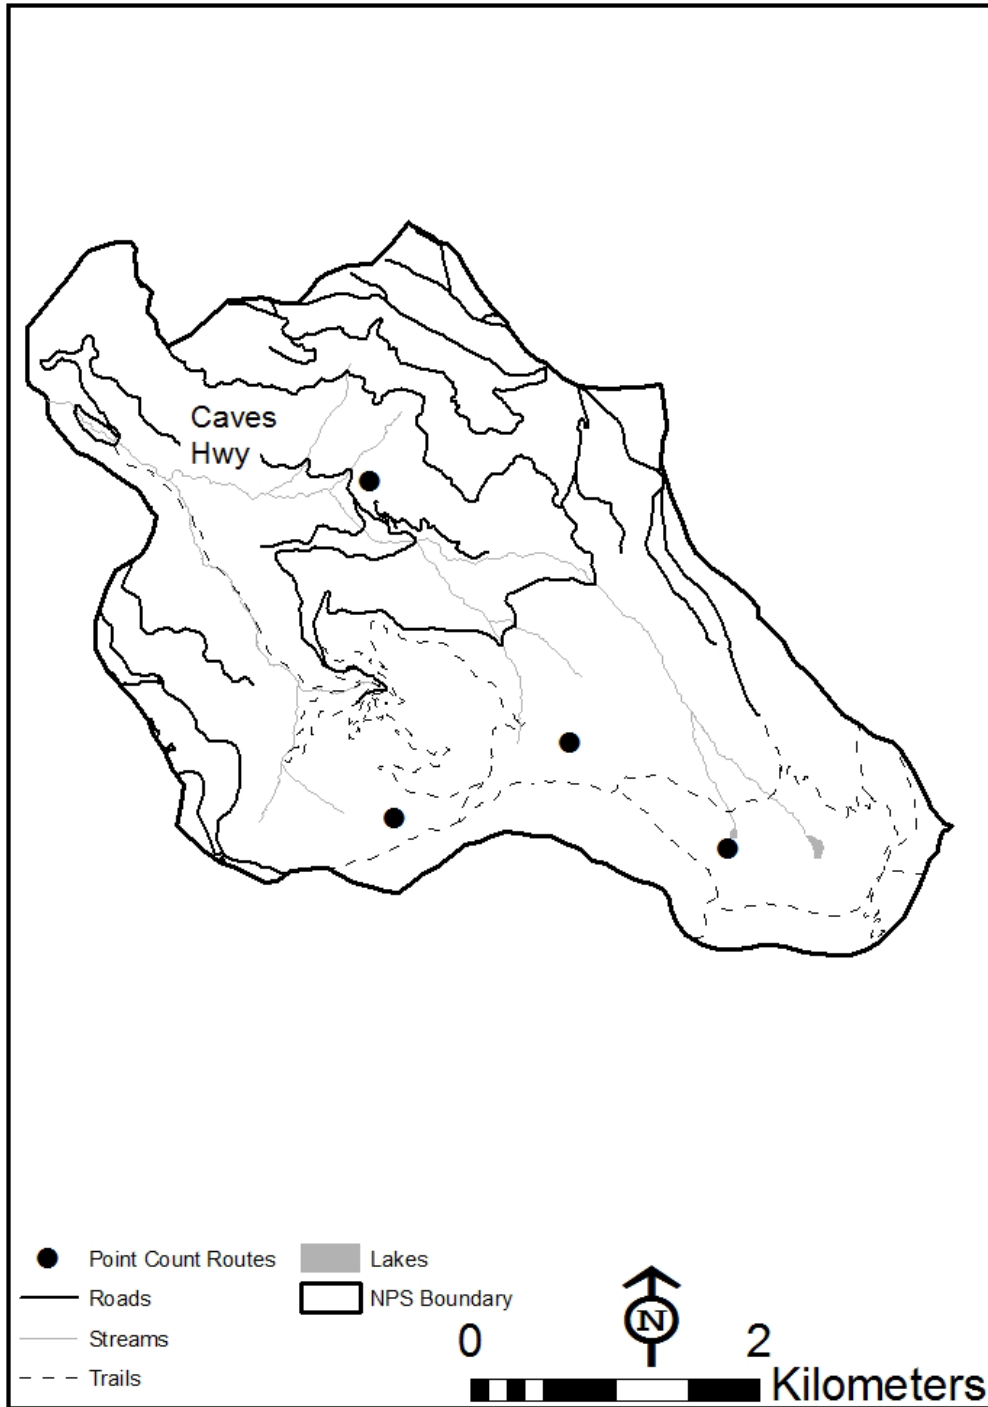 Caves
Hwy
Point Count Routes
Lakes
Roads
NPS Boundary
Streams
Trails
N
0 2
Kilometers